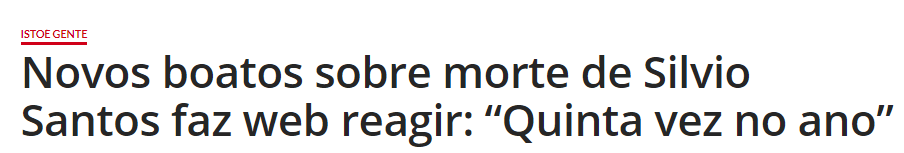 ISTOE GENTE
Novos boatos sobre morte de Silvio
Santos faz web reagir: “Quinta vez no ano”